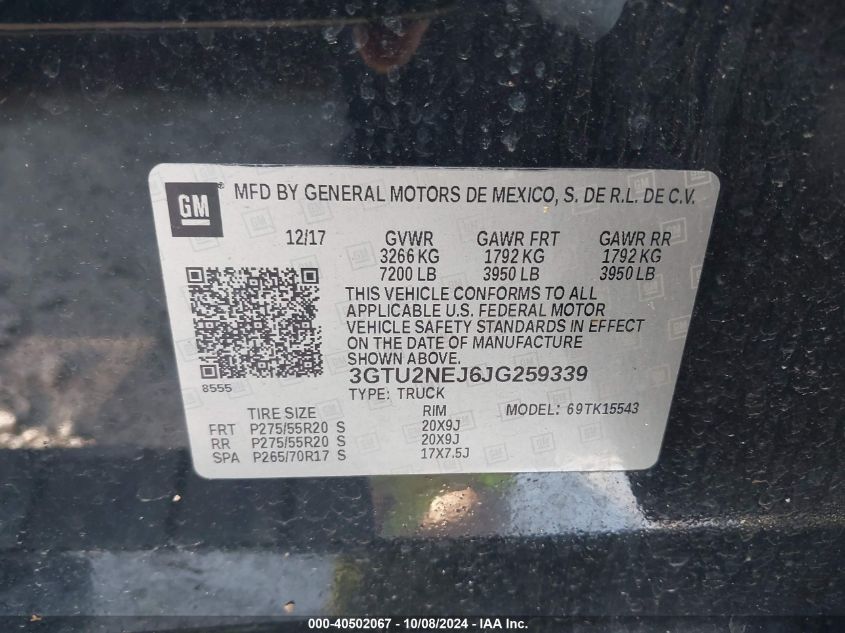 GM ® MFD BY GENERAL MOTORS DE MEXICO, S. DE R.L. DE C.V.
12/17 GVWR GAWR FRT GAWR RR
3266 KG 1792 KG 1792 KG
7200 LB 3950 LB 3950 LB
THIS VEHICLE CONFORMS TO ALL
APPLICABLE U.S. FEDERAL MOTOR
VEHICLE SAFETY STANDARDS IN EFFECT
ON THE DATE OF MANUFACTURE
SHOWN ABOVE.
8555
3GTU2NEJ6JG259339
TYPE: TRUCK
TIRE SIZE RIM MODEL: 69TK15543
FRT P275/55R20 S 20X9J
RR P275/55R20 S 20X9J
SPA P265/70R17 S 17X7.5J
000-40502067 - 10/08/2024 - IAA Inc.